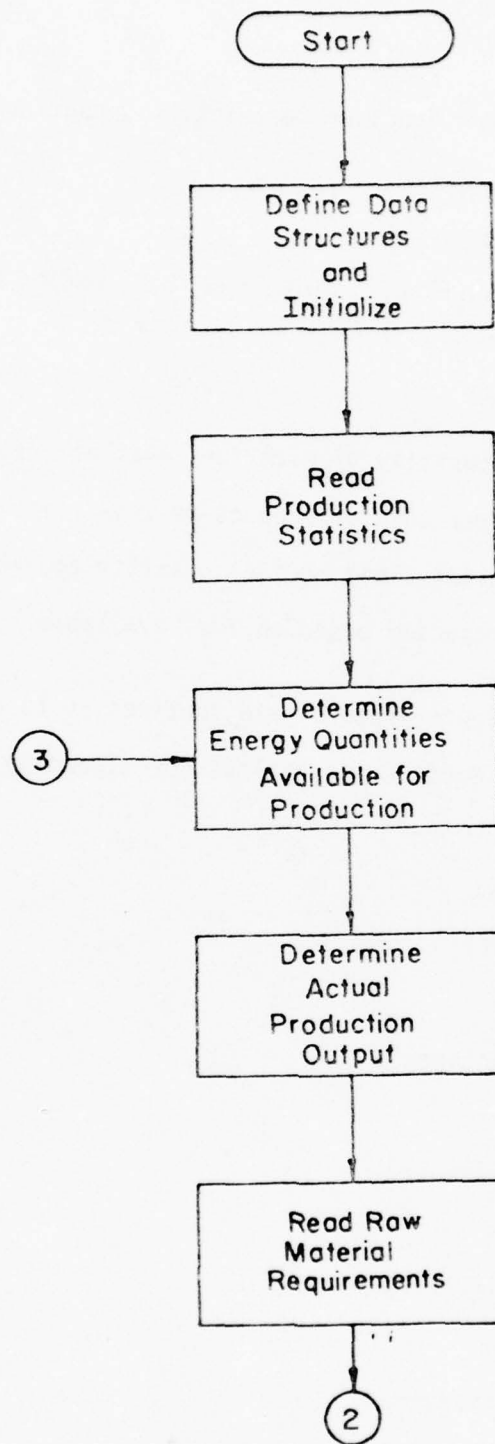 Start
Define Data
Structures
and
Initialize
Read
Production
Statistics
Determine
Energy Quantities
Available for
Production
3
Determine
Actual
Production
Output
Read Raw
Material
Requirements
2